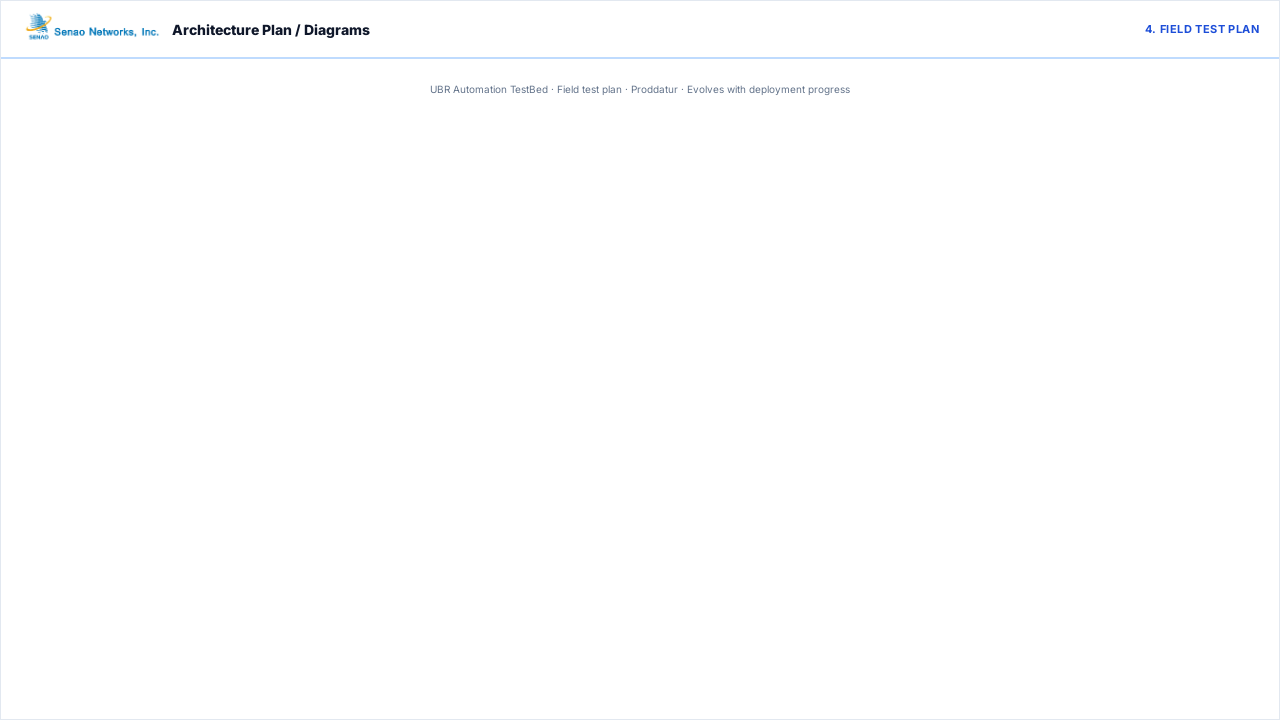 SENAO Senao Networks, Inc. Architecture Plan / Diagrams 4. FIELD TEST PLAN
UBR Automation TestBed · Field test plan · Proddatur · Evolves with deployment progress